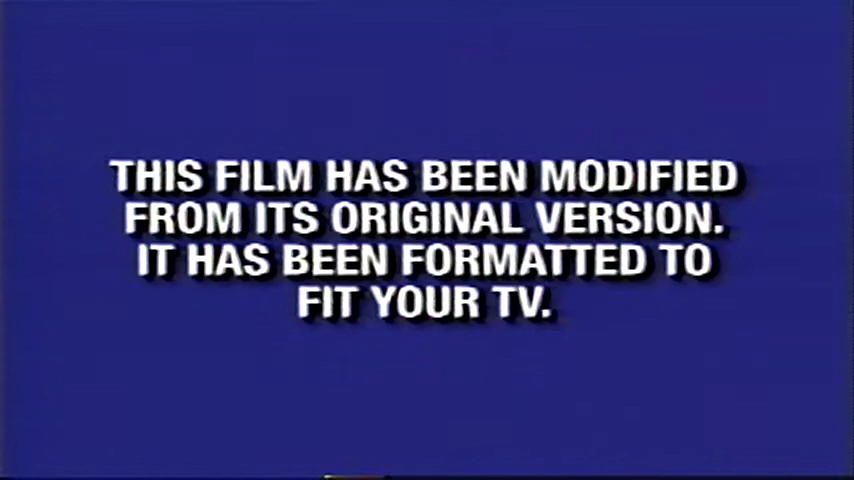 THIS FILM HAS BEEN MODIFIED
FROM ITS ORIGINAL VERSION.
IT HAS BEEN FORMATTED TO
FIT YOUR TV.